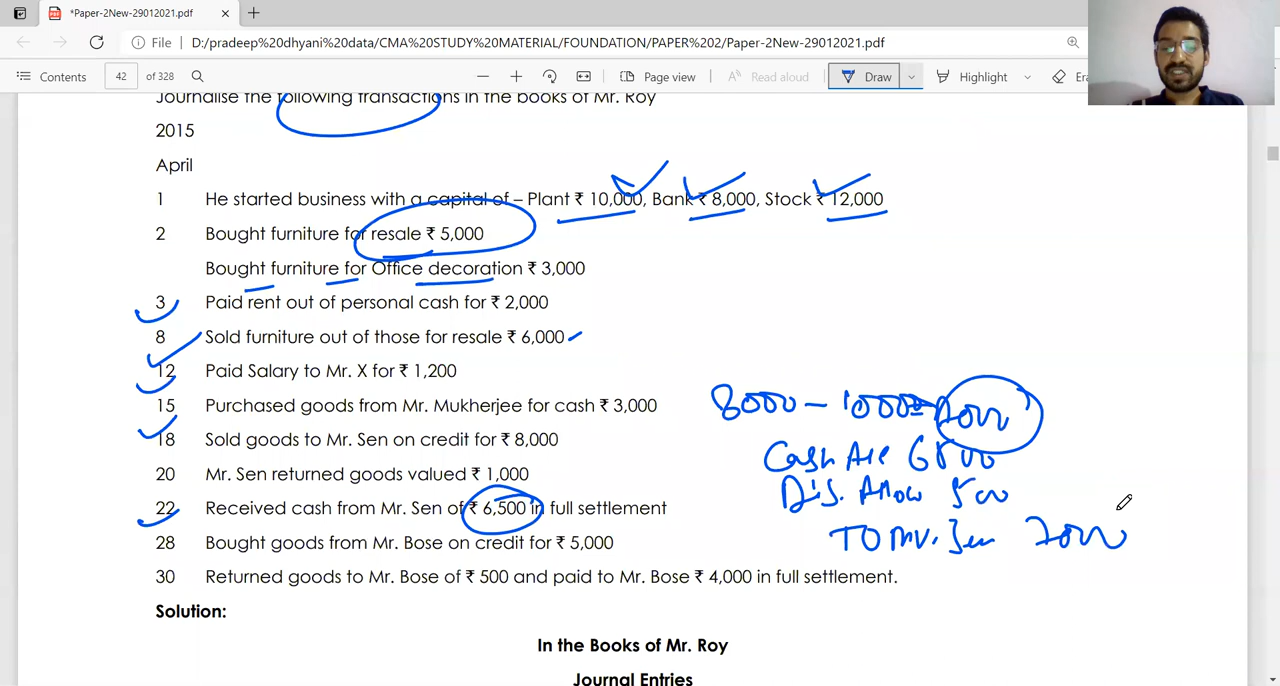 *Paper-2New-29012021.pdf
File D:/pradeep%20dhyani%20data/CMA%20STUDY%20MATERIAL/FOUNDATION/PAPER%202/Paper-2New-29012021.pdf
Contents 42 of 328 Page view Read aloud Draw Highlight Era
Journalise the following transactions in the books of Mr. Roy
2015
April
1 He started business with a capital of – Plant ₹ 10,000, Bank ₹ 8,000, Stock ₹ 12,000
2 Bought furniture for resale ₹ 5,000
Bought furniture for Office decoration ₹ 3,000
3 Paid rent out of personal cash for ₹ 2,000
8 Sold furniture out of those for resale ₹ 6,000
12 Paid Salary to Mr. X for ₹ 1,200
15 Purchased goods from Mr. Mukherjee for cash ₹ 3,000
8000 - 1000 = 7000
18 Sold goods to Mr. Sen on credit for ₹ 8,000
Cash A/c 6500
20 Mr. Sen returned goods valued ₹ 1,000
Dis. Allow 500
22 Received cash from Mr. Sen of ₹ 6,500 in full settlement
TO Mr. Sen 7000
28 Bought goods from Mr. Bose on credit for ₹ 5,000
30 Returned goods to Mr. Bose of ₹ 500 and paid to Mr. Bose ₹ 4,000 in full settlement.
Solution:
In the Books of Mr. Roy
Journal Entries